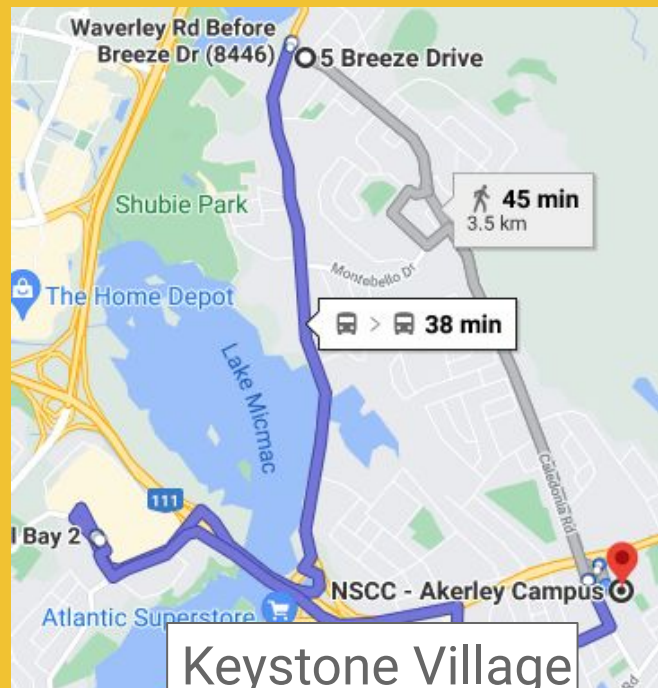 Waverley Rd Before
Breeze Dr (8446)
5 Breeze Drive
45 min
3.5 km
Shubie Park
Montebello Dr
The Home Depot
38 min
Lake Micmac
Caledonia Rd
111
l Bay 2
NSCC - Akerley Campus
Atlantic Superstore
Keystone Village
Rd